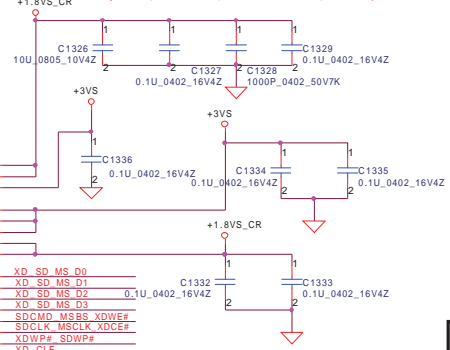 +1.8VS_CR
1 1 1 1
C1326 C1329
10U_0805_10V4Z 0.1U_0402_16V4Z
2 2 2 2
C1327 C1328
0.1U_0402_16V4Z 1000P_0402_50V7K
+3VS
+3VS
1
C1336
0.1U_0402_16V4Z
2
1 1
C1334 C1335
0.1U_0402_16V4Z 0.1U_0402_16V4Z
2 2
+1.8VS_CR
1 1
C1332 C1333
0.1U_0402_16V4Z 0.1U_0402_16V4Z
2 2
XD_SD_MS_D0
XD_SD_MS_D1
XD_SD_MS_D2
XD_SD_MS_D3
SDCMD_MSBS_XDWE#
SDCLK_MSCLK_XDCE#
XDWP#_SDWP#
XD_CLE